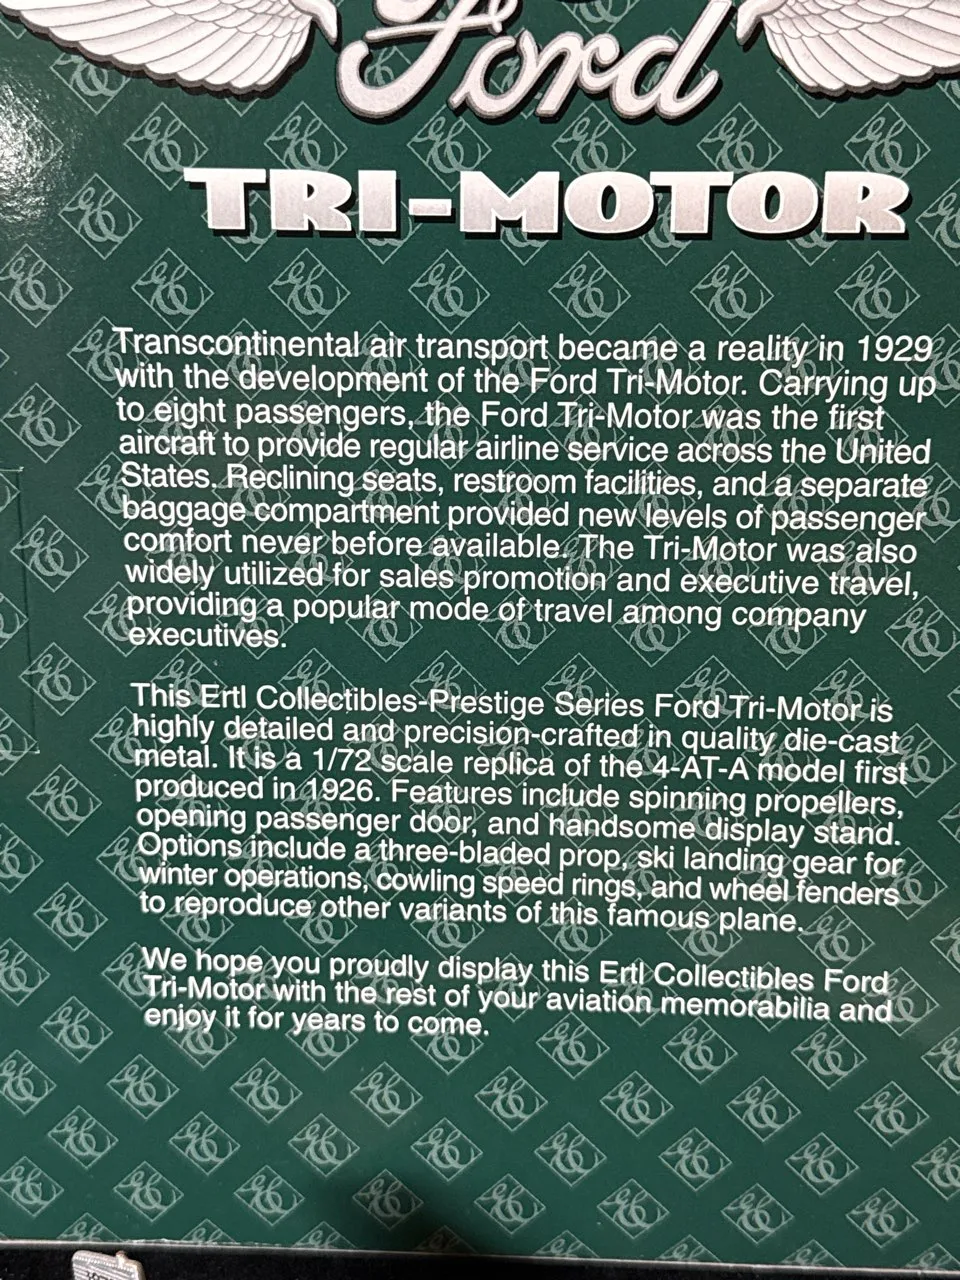 Ford
TRI-MOTOR
Transcontinental air transport became a reality in 1929
with the development of the Ford Tri-Motor. Carrying up
to eight passengers, the Ford Tri-Motor was the first
aircraft to provide regular airline service across the United
States. Reclining seats, restroom facilities, and a separate
baggage compartment provided new levels of passenger
comfort never before available. The Tri-Motor was also
widely utilized for sales promotion and executive travel,
providing a popular mode of travel among company
executives.
This Ertl Collectibles-Prestige Series Ford Tri-Motor is
highly detailed and precision-crafted in quality die-cast
metal. It is a 1/72 scale replica of the 4-AT-A model first
produced in 1926. Features include spinning propellers,
opening passenger door, and handsome display stand.
Options include a three-bladed prop, ski landing gear for
winter operations, cowling speed rings, and wheel fenders
to reproduce other variants of this famous plane.
We hope you proudly display this Ertl Collectibles Ford
Tri-Motor with the rest of your aviation memorabilia and
enjoy it for years to come.